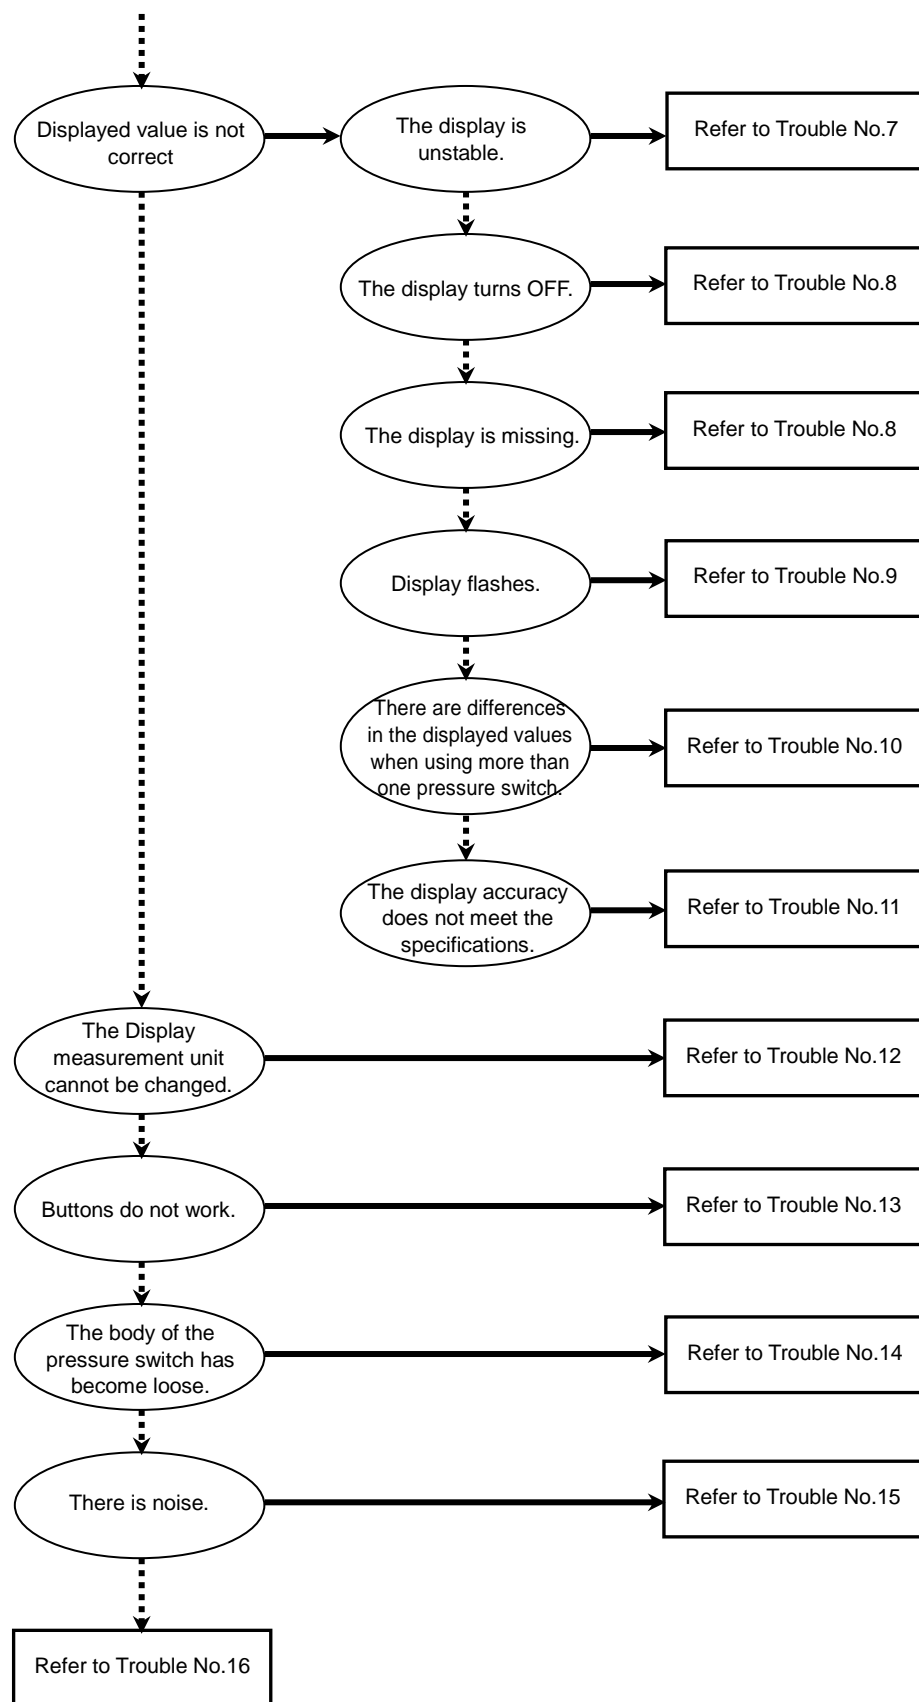 Displayed value is not
correct
The display is
unstable.
Refer to Trouble No.7
The display turns OFF.
Refer to Trouble No.8
The display is missing.
Refer to Trouble No.8
Display flashes.
Refer to Trouble No.9
There are differences
in the displayed values
when using more than
one pressure switch.
Refer to Trouble No.10
The display accuracy
does not meet the
specifications.
Refer to Trouble No.11
The Display
measurement unit
cannot be changed.
Refer to Trouble No.12
Buttons do not work.
Refer to Trouble No.13
The body of the
pressure switch has
become loose.
Refer to Trouble No.14
There is noise.
Refer to Trouble No.15
Refer to Trouble No.16